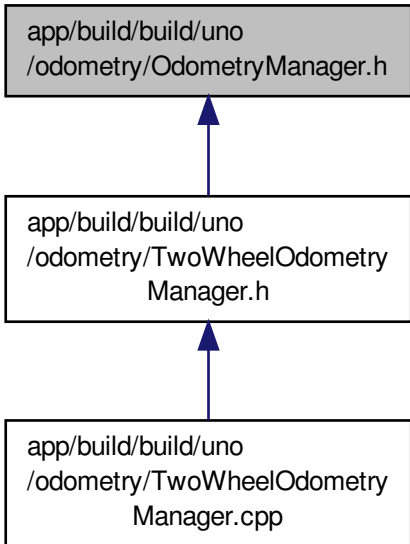 app/build/build/uno
/odometry/OdometryManager.h
app/build/build/uno
/odometry/TwoWheelOdometry
Manager.h
app/build/build/uno
/odometry/TwoWheelOdometry
Manager.cpp